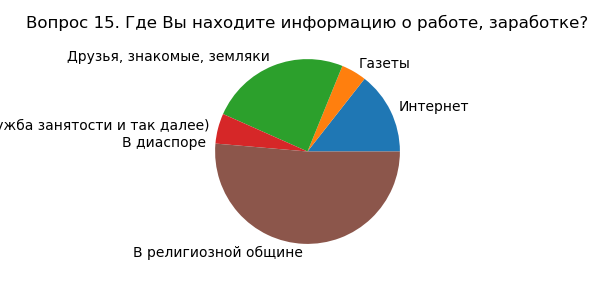 Вопрос 15. Где Вы находите информацию о работе, заработке?
Друзья, знакомые, земляки
Газеты
Интернет
занятости и так далее)
В диаспоре
В религиозной общине